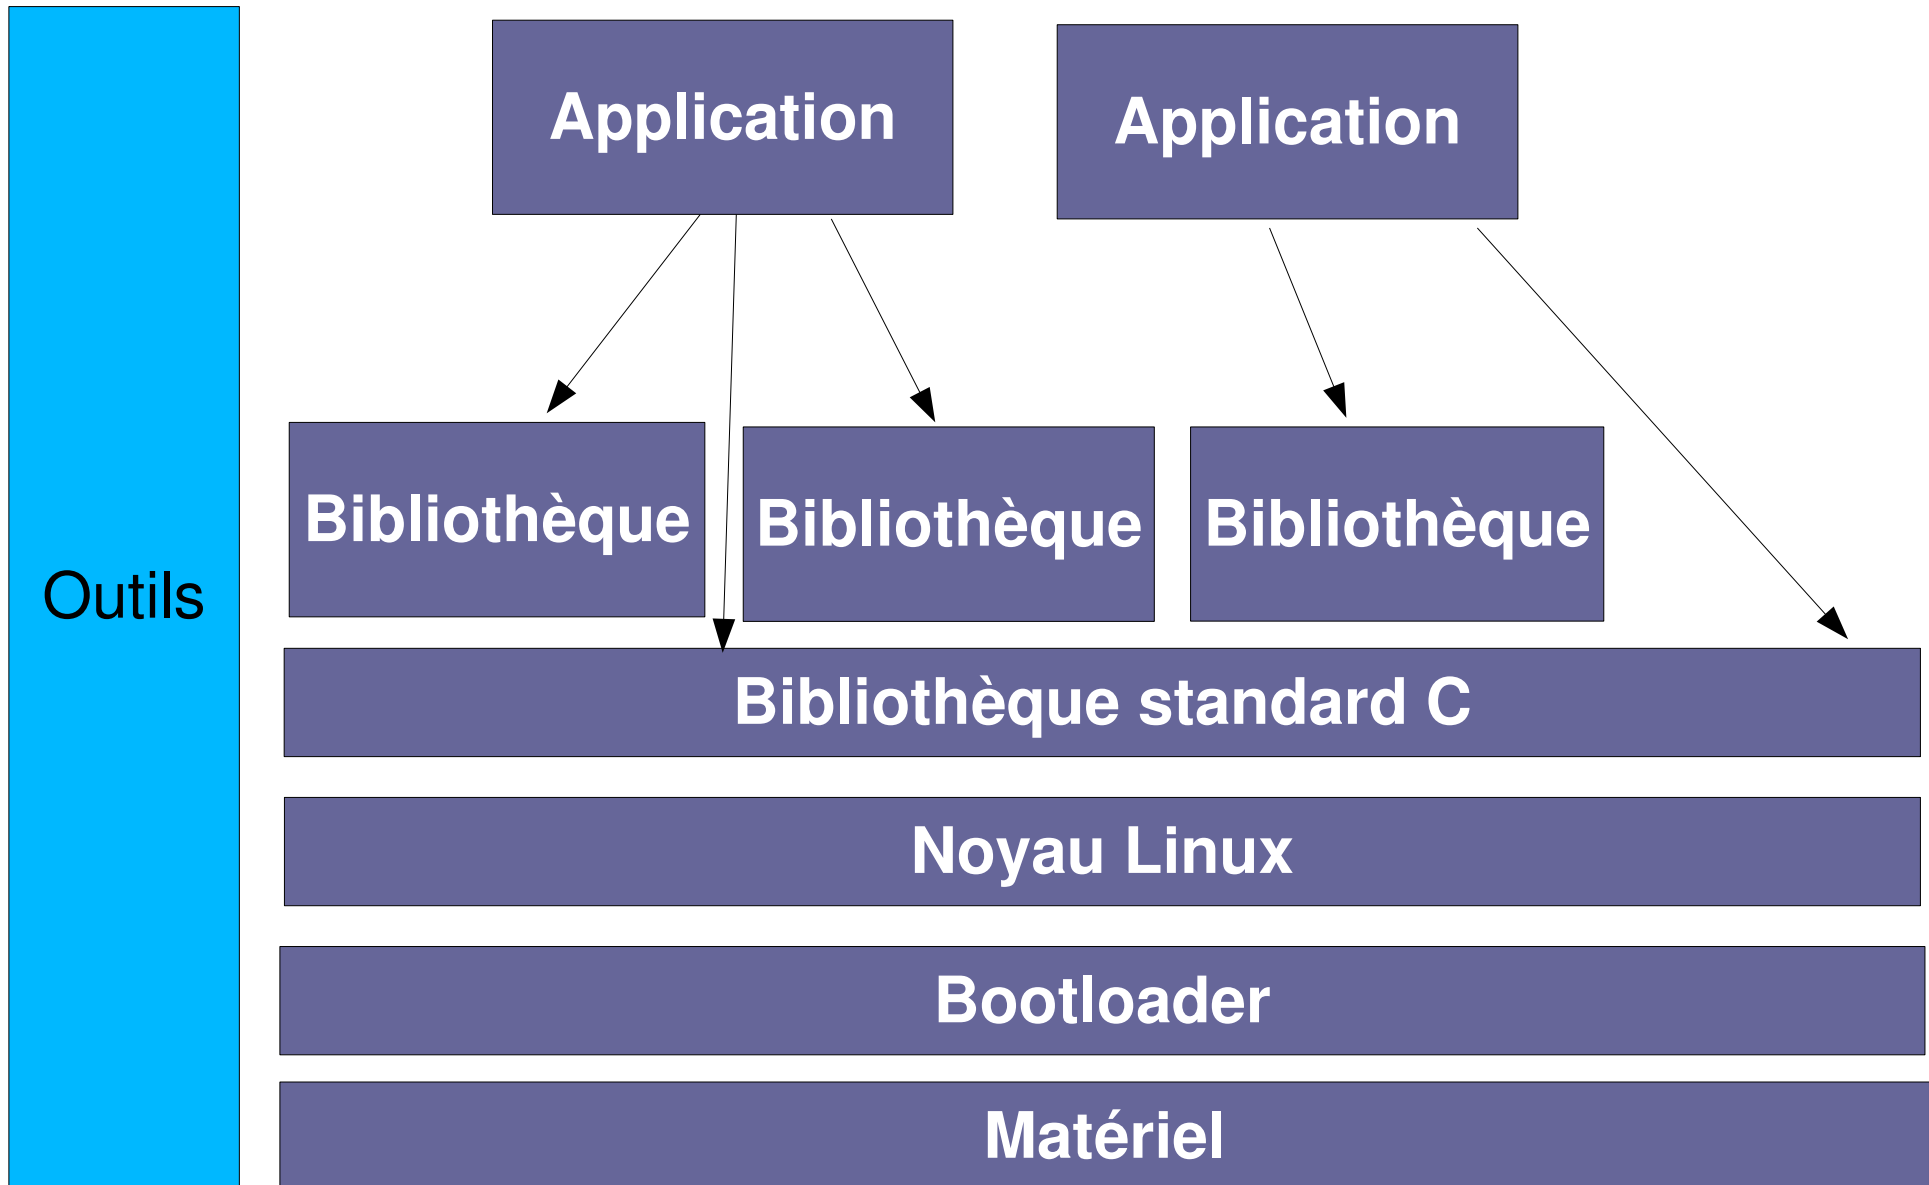 Outils
Application
Application
Bibliothèque
Bibliothèque
Bibliothèque
Bibliothèque standard C
Noyau Linux
Bootloader
Matériel